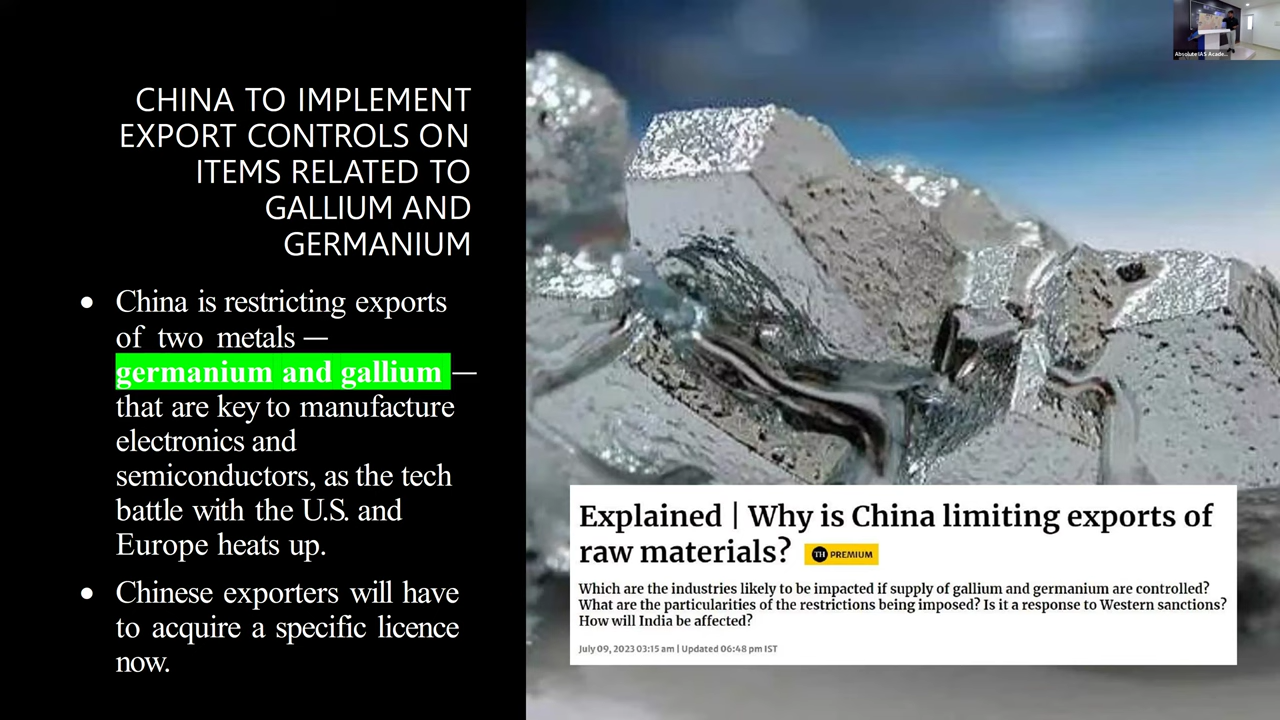 CHINA TO IMPLEMENT
EXPORT CONTROLS ON
ITEMS RELATED TO
GALLIUM AND
GERMANIUM
• China is restricting exports
of two metals —
germanium and gallium —
that are key to manufacture
electronics and
semiconductors, as the tech
battle with the U.S. and
Europe heats up.
• Chinese exporters will have
to acquire a specific licence
now.
Absolute IAS Acade...
Explained | Why is China limiting exports of
raw materials? TH PREMIUM
Which are the industries likely to be impacted if supply of gallium and germanium are controlled?
What are the particularities of the restrictions being imposed? Is it a response to Western sanctions?
How will India be affected?
July 09, 2023 03:15 am | Updated 06:48 pm IST